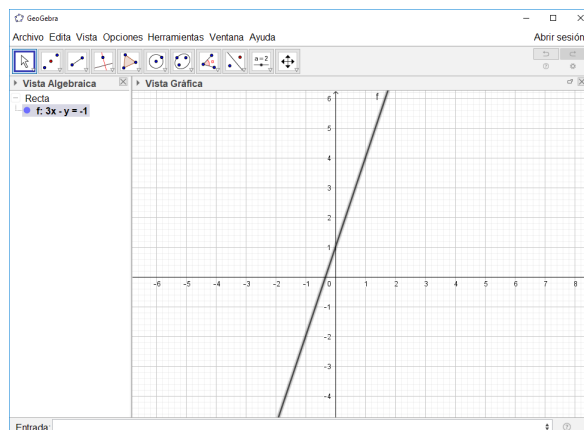 GeoGebra
Archivo Edita Vista Opciones Herramientas Ventana Ayuda
Abrir sesión
a=2
Vista Algebraica
Vista Gráfica
Recta
f: 3x - y = -1
f
6
5
4
3
2
1
0
-1
-2
-3
-4
-6 -5 -4 -3 -2 -1 1 2 3 4 5 6 7 8
Entrada: